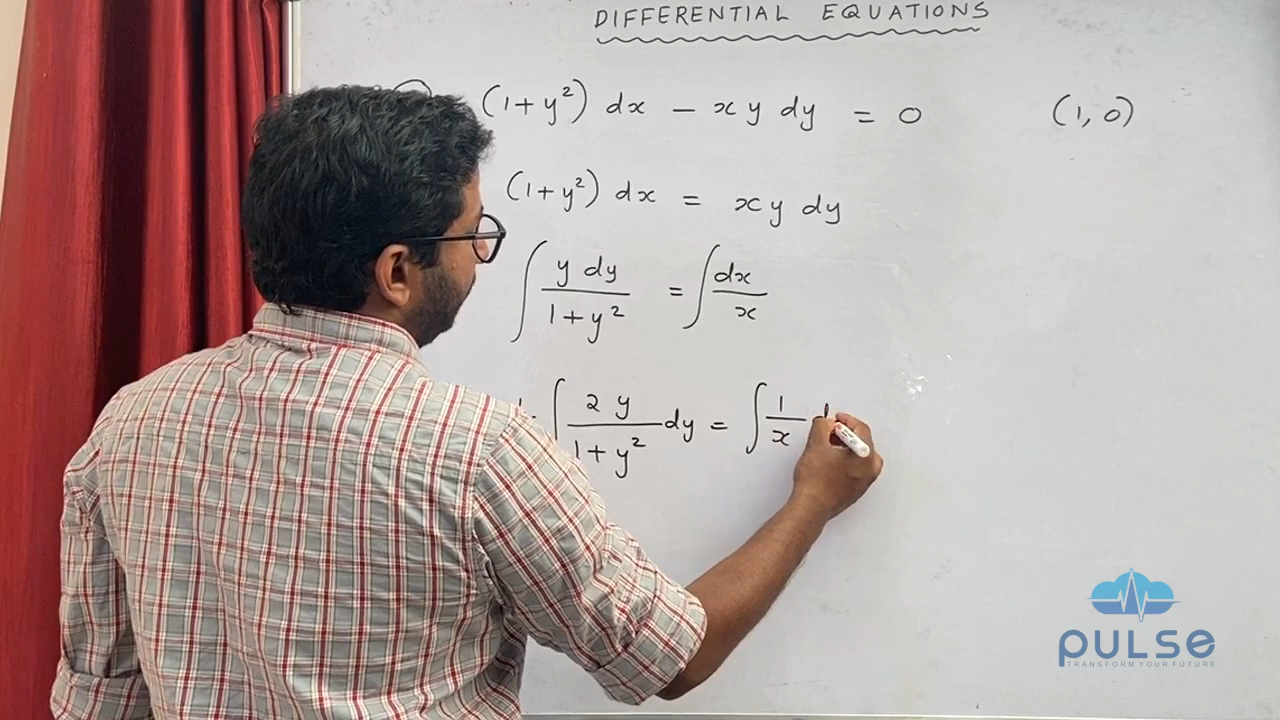 DIFFERENTIAL EQUATIONS
(1+y²) dx − xy dy = 0 (1,0)
(1+y²) dx = xy dy
∫ y dy / 1+y² = ∫ dx / x
∫ 2y / 1+y² dy = ∫ 1 / x
PULSE
TRANSFORM YOUR FUTURE